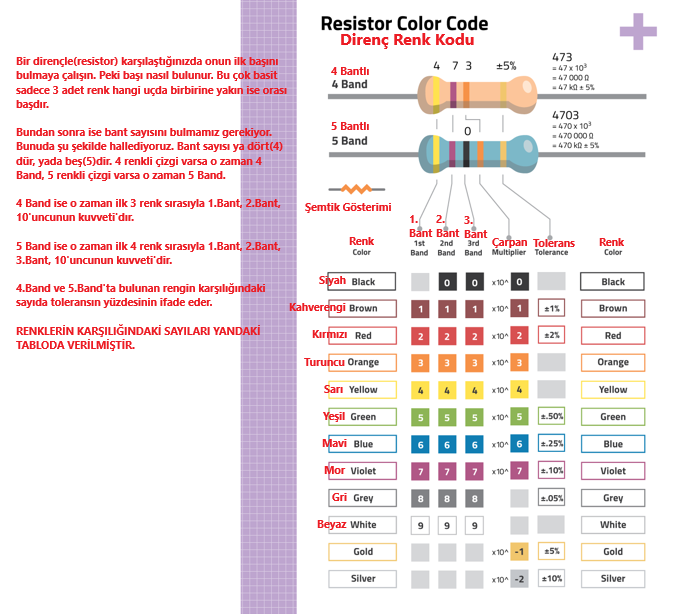 Resistor Color Code
Direnç Renk Kodu
Bir dirençle(resistor) karşılaştığınızda onun ilk başını
bulmaya çalışın. Peki başı nasıl bulunur. Bu çok basit
sadece 3 adet renk hangi uçda birbirine yakın ise orası
başdır.
Bundan sonra ise bant sayısını bulmamız gerekiyor.
Bunuda şu şekilde hallediyoruz. Bant sayısı ya dört(4)
dür, yada beş(5)dir. 4 renkli çizgi varsa o zaman 4
Band, 5 renkli çizgi varsa o zaman 5 Band.
4 Band ise o zaman ilk 3 renk sırasıyla 1.Bant, 2.Bant,
10'uncunun kuvveti'dır.
5 Band ise o zaman ilk 4 renk sırasıyla 1.Bant, 2.Bant,
3.Bant, 10'uncunun kuvveti'dir.
4.Band ve 5.Band'ta bulunan rengin karşılığındaki
sayıda toleransın yüzdesinin ifade eder.
RENKLERİN KARŞILIĞINDAKİ SAYILARI YANDAKİ
TABLODA VERİLMİŞTİR.
4 7 3 ±5%
4 Bantlı
4 Band
473
= 47 x 10³
= 47 000 Ω
= 47 kΩ ± 5%
5 Bantlı
5 Band
0
4703
= 470 x 10³
= 470 000 Ω
= 470 kΩ ± 5%
Şemtik Gösterimi
Renk 1. Bant 2. Bant 3. Bant Çarpan Tolerans Renk
Color 1st Band 2nd Band 3rd Band Multiplier Tolerance Color
Siyah Black 0 0 x10^ 0 Black
Kahverengi Brown 1 1 1 x10^ 1 ±1% Brown
Kırmızı Red 2 2 2 x10^ 2 ±2% Red
Turuncu Orange 3 3 3 x10^ 3 Orange
Sarı Yellow 4 4 4 x10^ 4 Yellow
Yeşil Green 5 5 5 x10^ 5 ±.50% Green
Mavi Blue 6 6 6 x10^ 6 ±.25% Blue
Mor Violet 7 7 7 x10^ 7 ±.10% Violet
Gri Grey 8 8 8 ±.05% Grey
Beyaz White 9 9 9 White
Gold x10^ -1 ±5% Gold
Silver x10^ -2 ±10% Silver